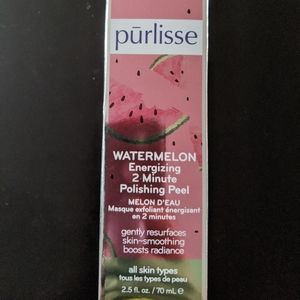 pūrlisse
WATERMELON
Energizing
2 Minute
Polishing Peel
MELON D'EAU
Masque exfoliant énergisant
en 2 minutes
gently resurfaces
skin-smoothing
boosts radiance
all skin types
tous les types de peau
2.5 fl. oz. / 70 mL ℮